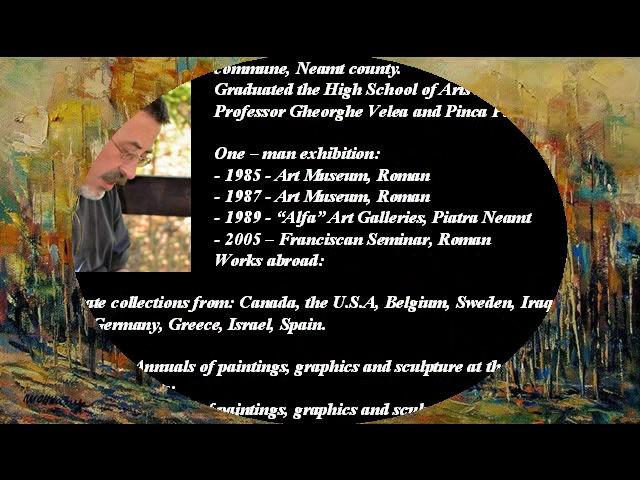 commune, Neamt county.
Graduated the High School of Arts
Professor Gheorghe Velea and Pinca
One – man exhibition:
- 1985 - Art Museum, Roman
- 1987 - Art Museum, Roman
- 1989 - “Alfa” Art Galleries, Piatra Neamt
- 2005 – Franciscan Seminar, Roman
Works abroad:
collections from: Canada, the U.S.A, Belgium, Sweden, Iraq
Germany, Greece, Israel, Spain.
Annuals of paintings, graphics and sculpture at
paintings, graphics and